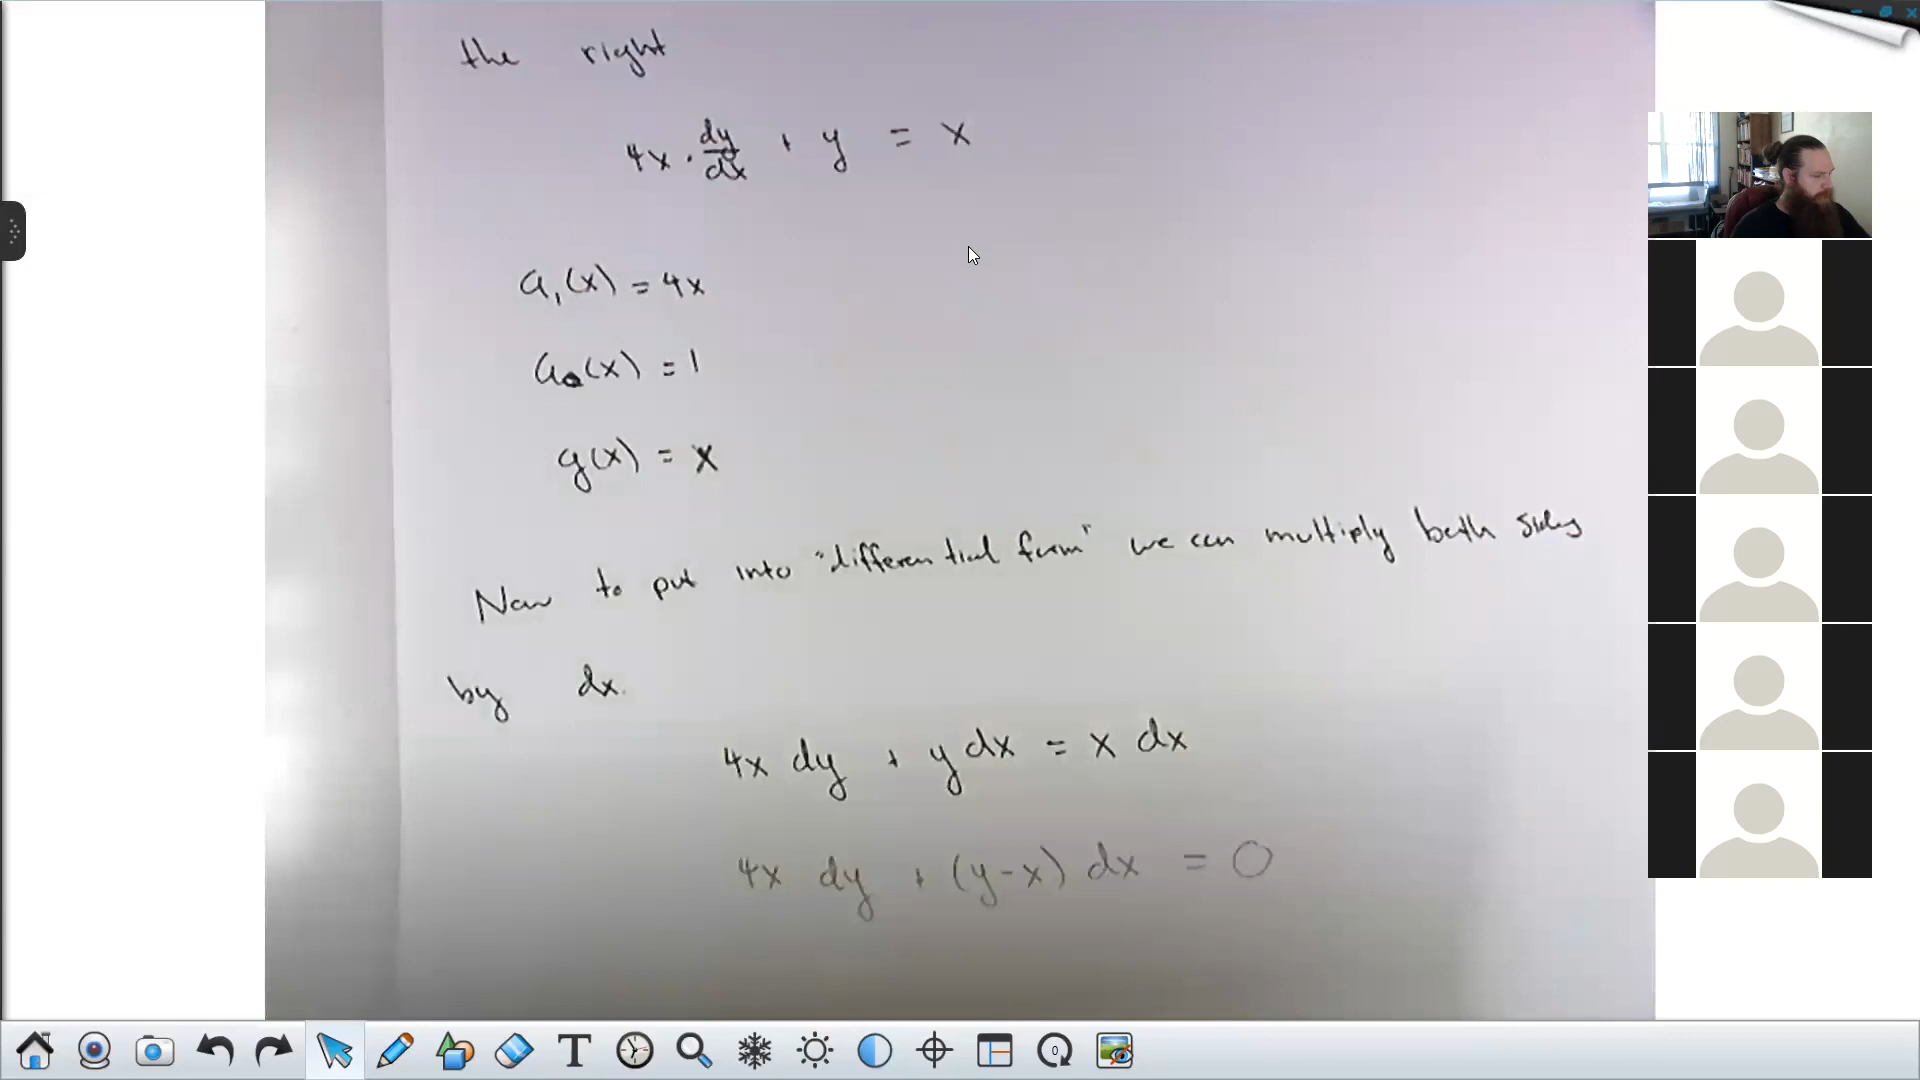 the right
4x · dy/dx + y = x
a₁(x) = 4x
a₀(x) = 1
g(x) = x
Now to put into "differential form" we can multiply both sides
by dx.
4x dy + y dx = x dx
4x dy + (y-x) dx = 0
T
0